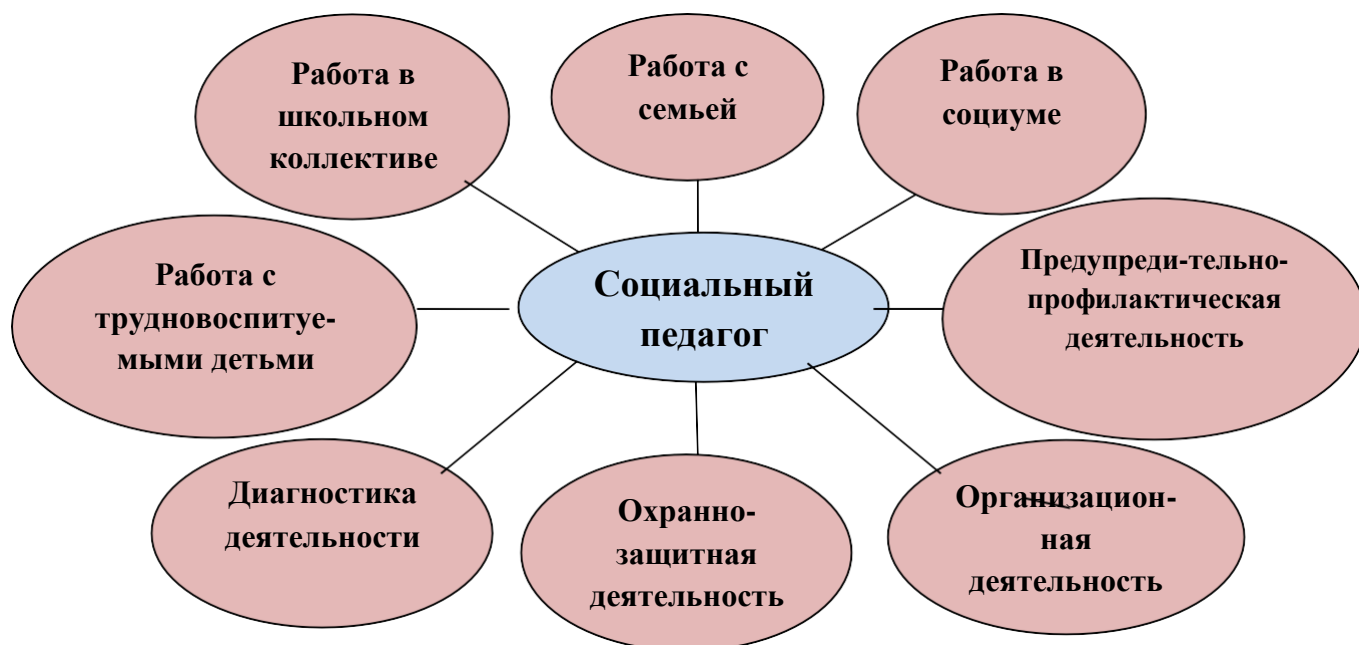 Работа в
школьном
коллективе
Работа с
семьей
Работа в
социуме
Работа с
трудновоспитуе-
мыми детьми
Социальный
педагог
Предупреди-тельно-
профилактическая
деятельность
Диагностика
деятельности
Охранно-
защитная
деятельность
Организацион-
ная
деятельность